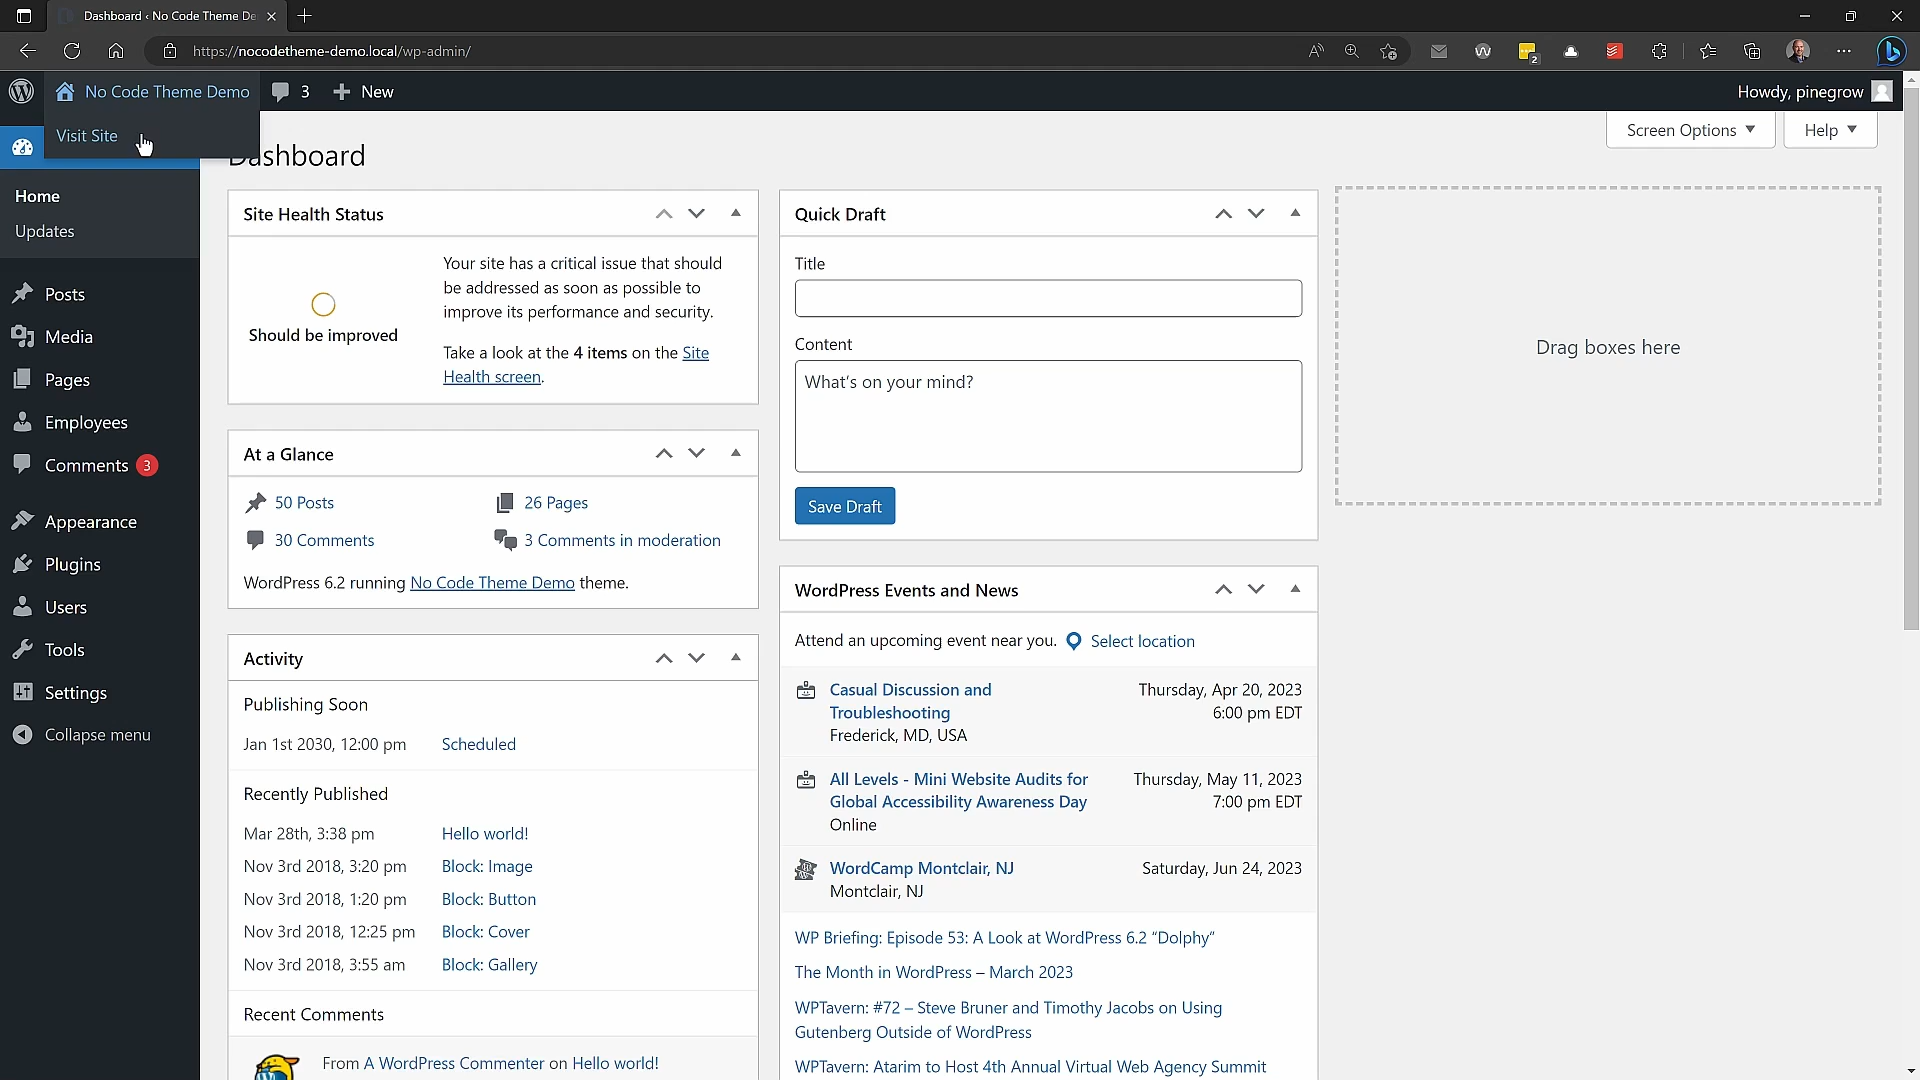 Dashboard ‹ No Code Theme De
https://nocodetheme-demo.local/wp-admin/
2
No Code Theme Demo
3
New
Howdy, pinegrow
Visit Site
Screen Options
Help
Dashboard
Home
Updates
Posts
Media
Pages
Employees
Comments 3
Appearance
Plugins
Users
Tools
Settings
Collapse menu
Site Health Status
Should be improved
Your site has a critical issue that should
be addressed as soon as possible to
improve its performance and security.
Take a look at the 4 items on the Site
Health screen.
At a Glance
50 Posts
26 Pages
30 Comments
3 Comments in moderation
WordPress 6.2 running No Code Theme Demo theme.
Activity
Publishing Soon
Jan 1st 2030, 12:00 pm Scheduled
Recently Published
Mar 28th, 3:38 pm Hello world!
Nov 3rd 2018, 3:20 pm Block: Image
Nov 3rd 2018, 1:20 pm Block: Button
Nov 3rd 2018, 12:25 pm Block: Cover
Nov 3rd 2018, 3:55 am Block: Gallery
Recent Comments
From A WordPress Commenter on Hello world!
Quick Draft
Title
Content
What's on your mind?
Save Draft
WordPress Events and News
Attend an upcoming event near you. Select location
Casual Discussion and
Troubleshooting
Frederick, MD, USA
Thursday, Apr 20, 2023
6:00 pm EDT
All Levels - Mini Website Audits for
Global Accessibility Awareness Day
Online
Thursday, May 11, 2023
7:00 pm EDT
WordCamp Montclair, NJ
Montclair, NJ
Saturday, Jun 24, 2023
WP Briefing: Episode 53: A Look at WordPress 6.2 “Dolphy”
The Month in WordPress – March 2023
WPTavern: #72 – Steve Bruner and Timothy Jacobs on Using
Gutenberg Outside of WordPress
WPTavern: Atarim to Host 4th Annual Virtual Web Agency Summit
Drag boxes here